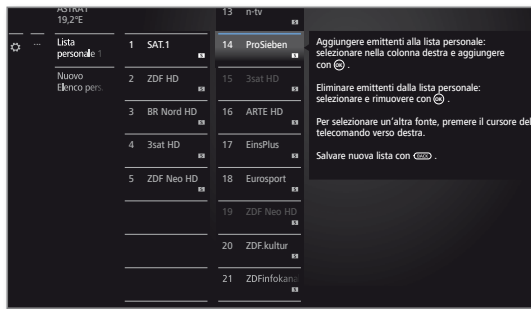 ASTRA1
19,2°E
...
Lista
personale 1
Nuovo
Elenco pers.
1 SAT.1
2 ZDF HD
3 BR Nord HD
4 3sat HD
5 ZDF Neo HD
13 n-tv
14 ProSieben
15 3sat HD
16 ARTE HD
17 EinsPlus
18 Eurosport
19 ZDF Neo HD
20 ZDF.kultur
21 ZDFinfokana
Aggiungere emittenti alla lista personale:
selezionare nella colonna destra e aggiungere
con OK .
Eliminare emittenti dalla lista personale:
selezionare e rimuovere con OK .
Per selezionare un'altra fonte, premere il cursore del
telecomando verso destra.
Salvare nuova lista con BACK .